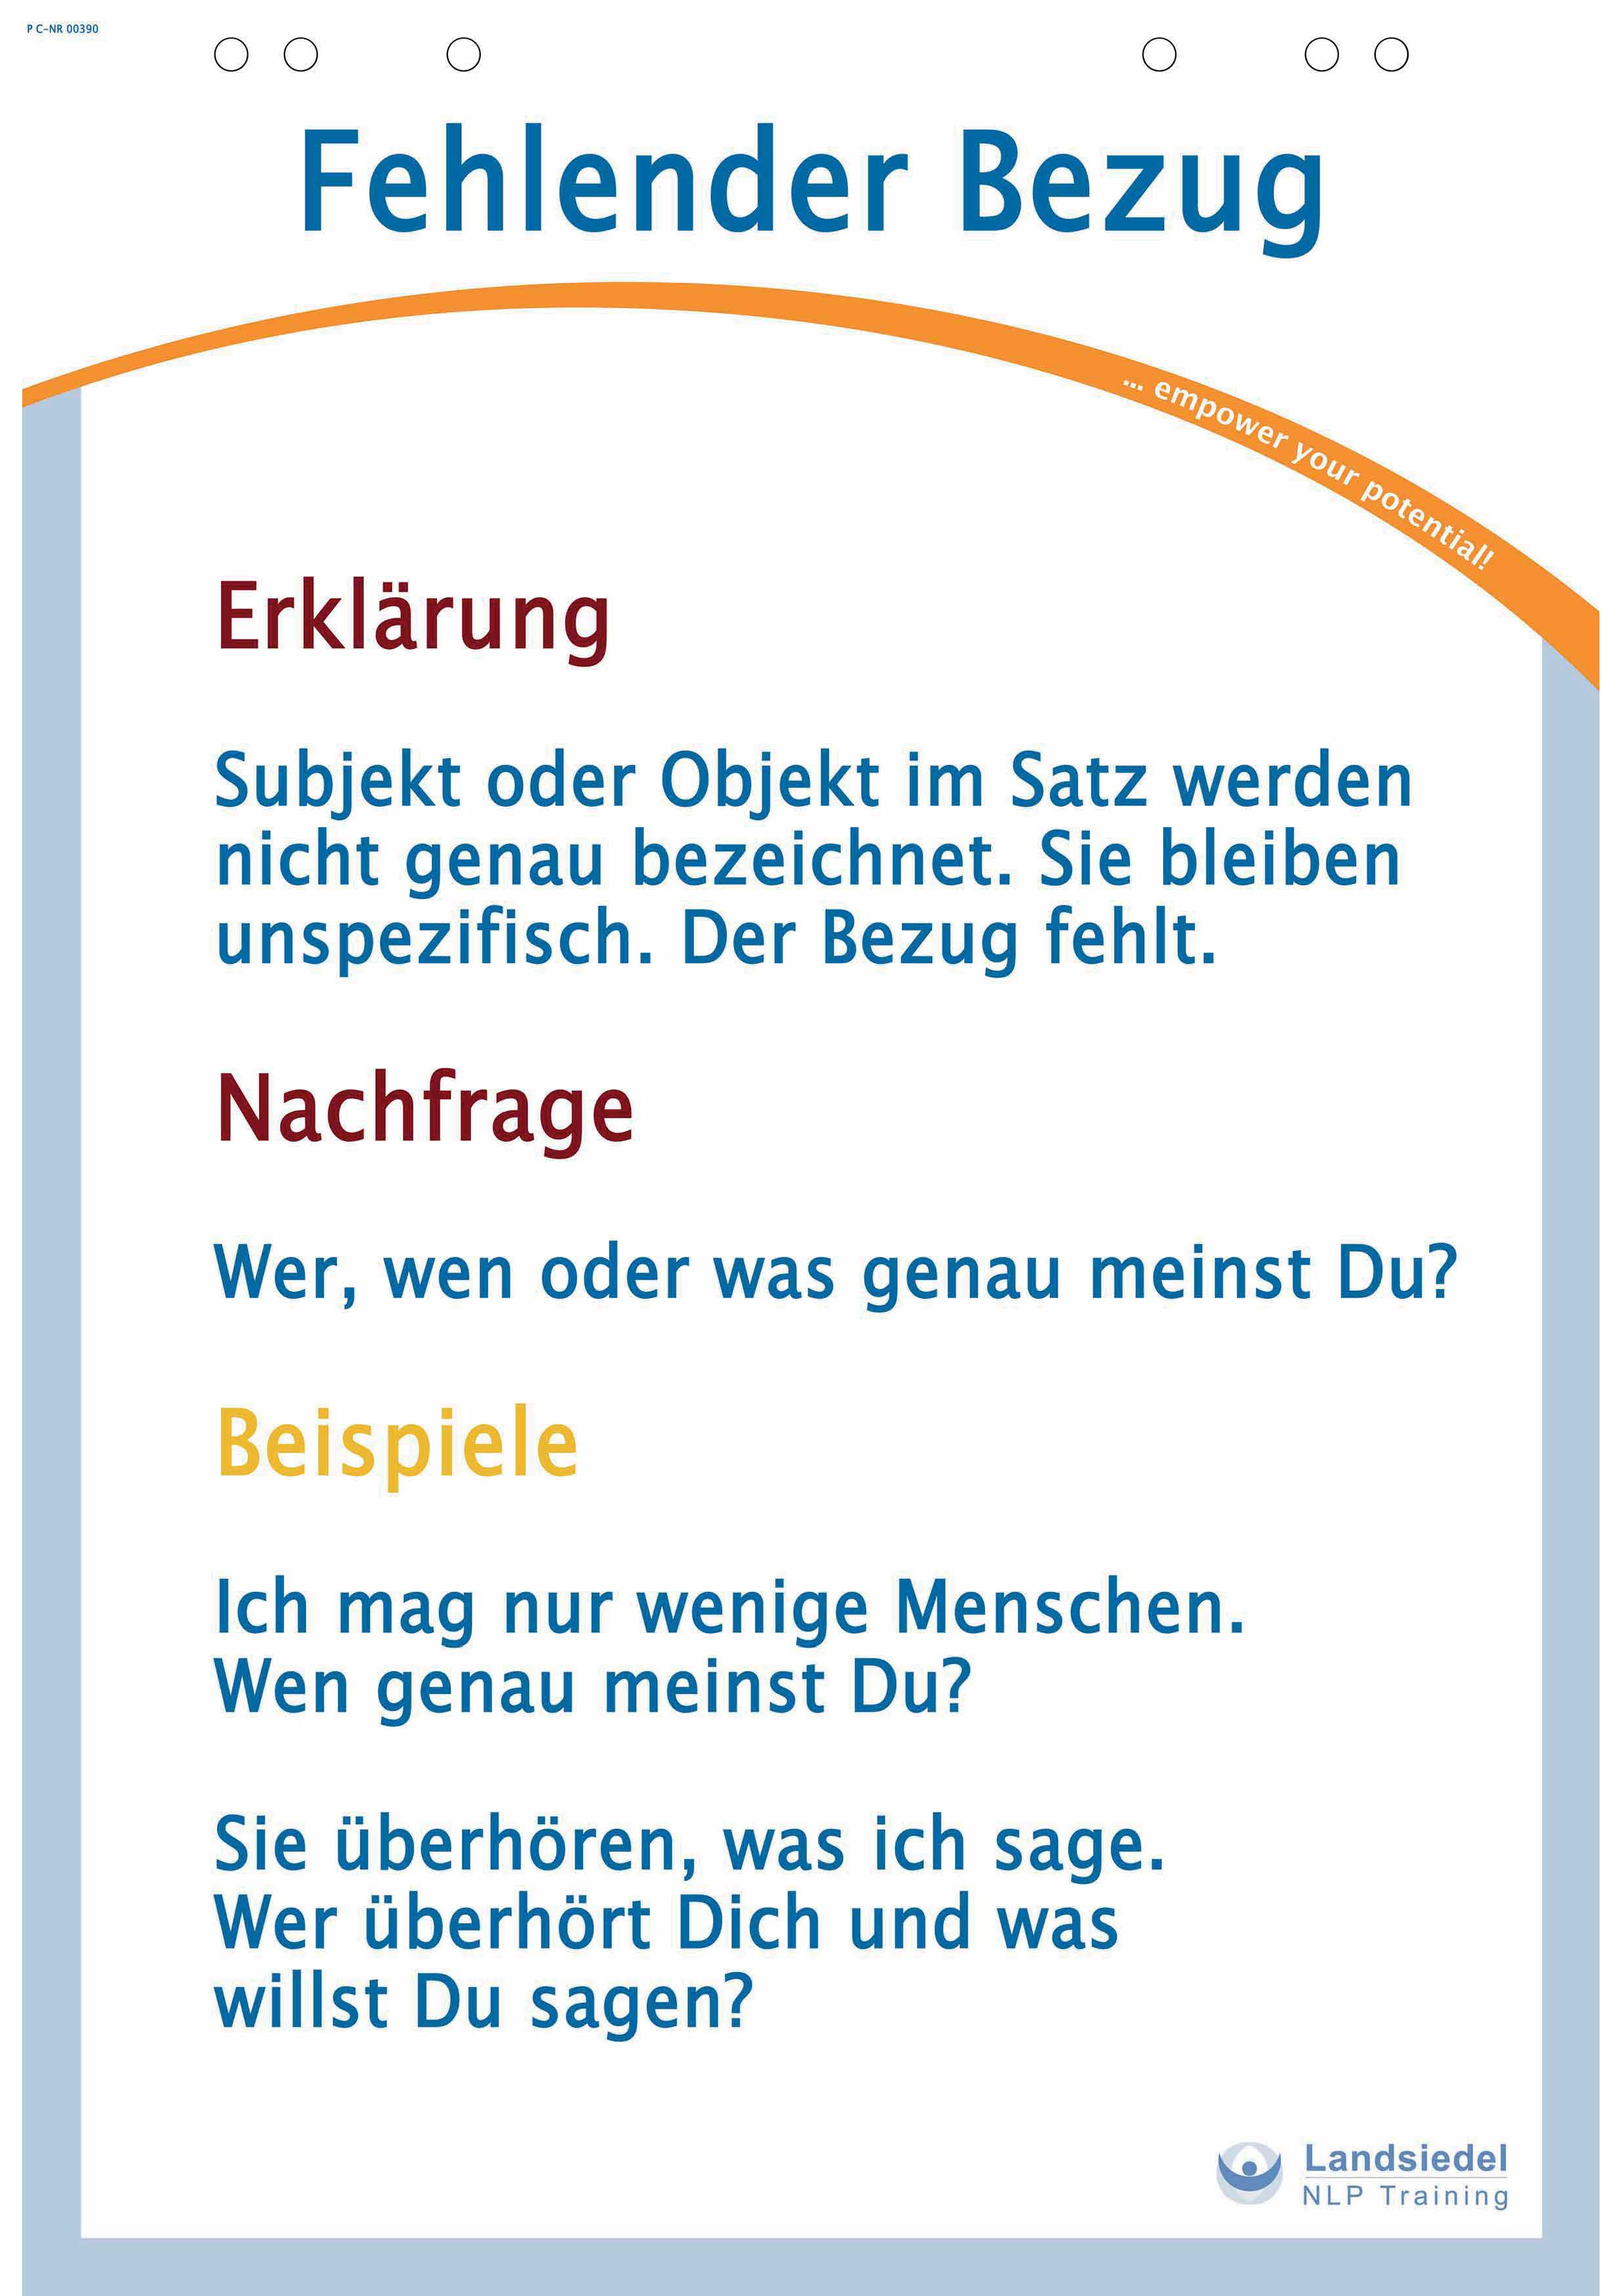 P C-NR 00390
Fehlender Bezug
... empower your potential!
Erklärung
Subjekt oder Objekt im Satz werden
nicht genau bezeichnet. Sie bleiben
unspezifisch. Der Bezug fehlt.
Nachfrage
Wer, wen oder was genau meinst Du?
Beispiele
Ich mag nur wenige Menschen.
Wen genau meinst Du?
Sie überhören, was ich sage.
Wer überhört Dich und was
willst Du sagen?
Landsiedel
NLP Training